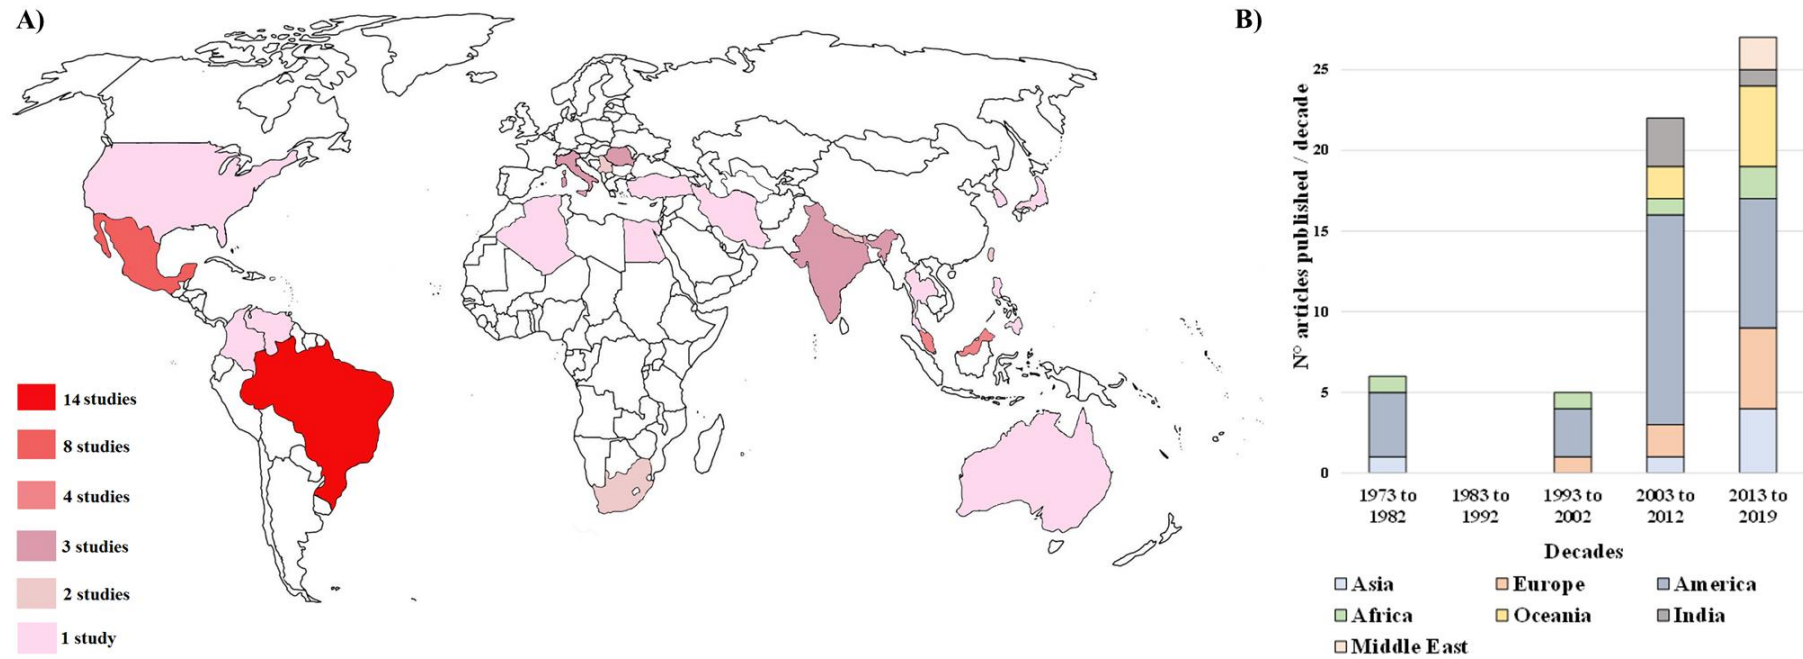 A)
14 studies
8 studies
4 studies
3 studies
2 studies
1 study
B)
N° articles published / decade
25
20
15
10
5
0
1973 to 1982
1983 to 1992
1993 to 2002
2003 to 2012
2013 to 2019
Decades
Asia
Europe
America
Africa
Oceania
India
Middle East